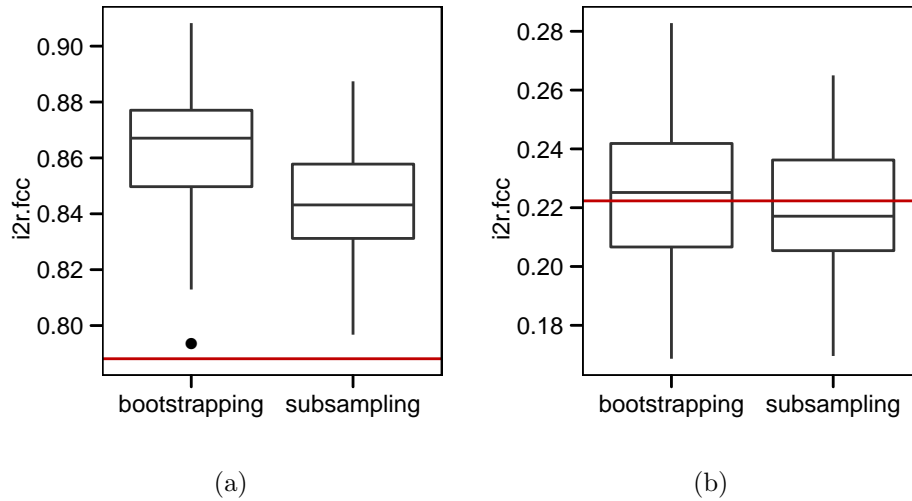 i2r.fcc
0.90
0.88
0.86
0.84
0.82
0.80
bootstrapping subsampling
(a)
i2r.fcc
0.28
0.26
0.24
0.22
0.20
0.18
bootstrapping subsampling
(b)